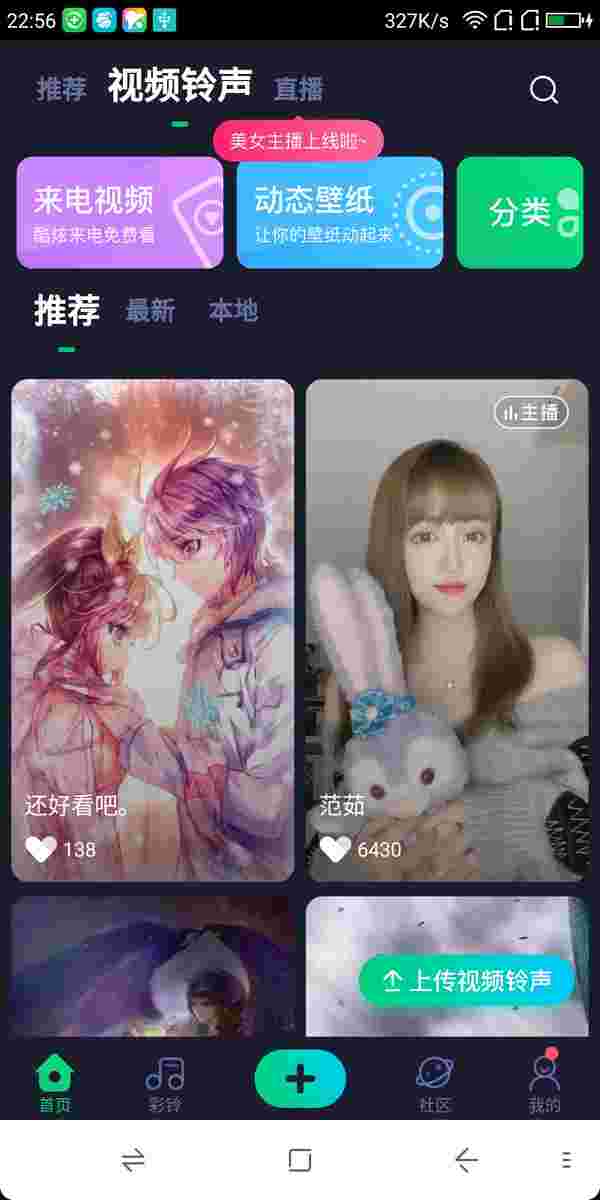 22:56
327K/s
推荐 视频铃声 直播
美女主播上线啦~
来电视频
酷炫来电免费看
动态壁纸
让你的壁纸动起来
分类
推荐 最新 本地
主播
还好看吧。
138
范茹
6430
上传视频铃声
首页 彩铃 社区 我的